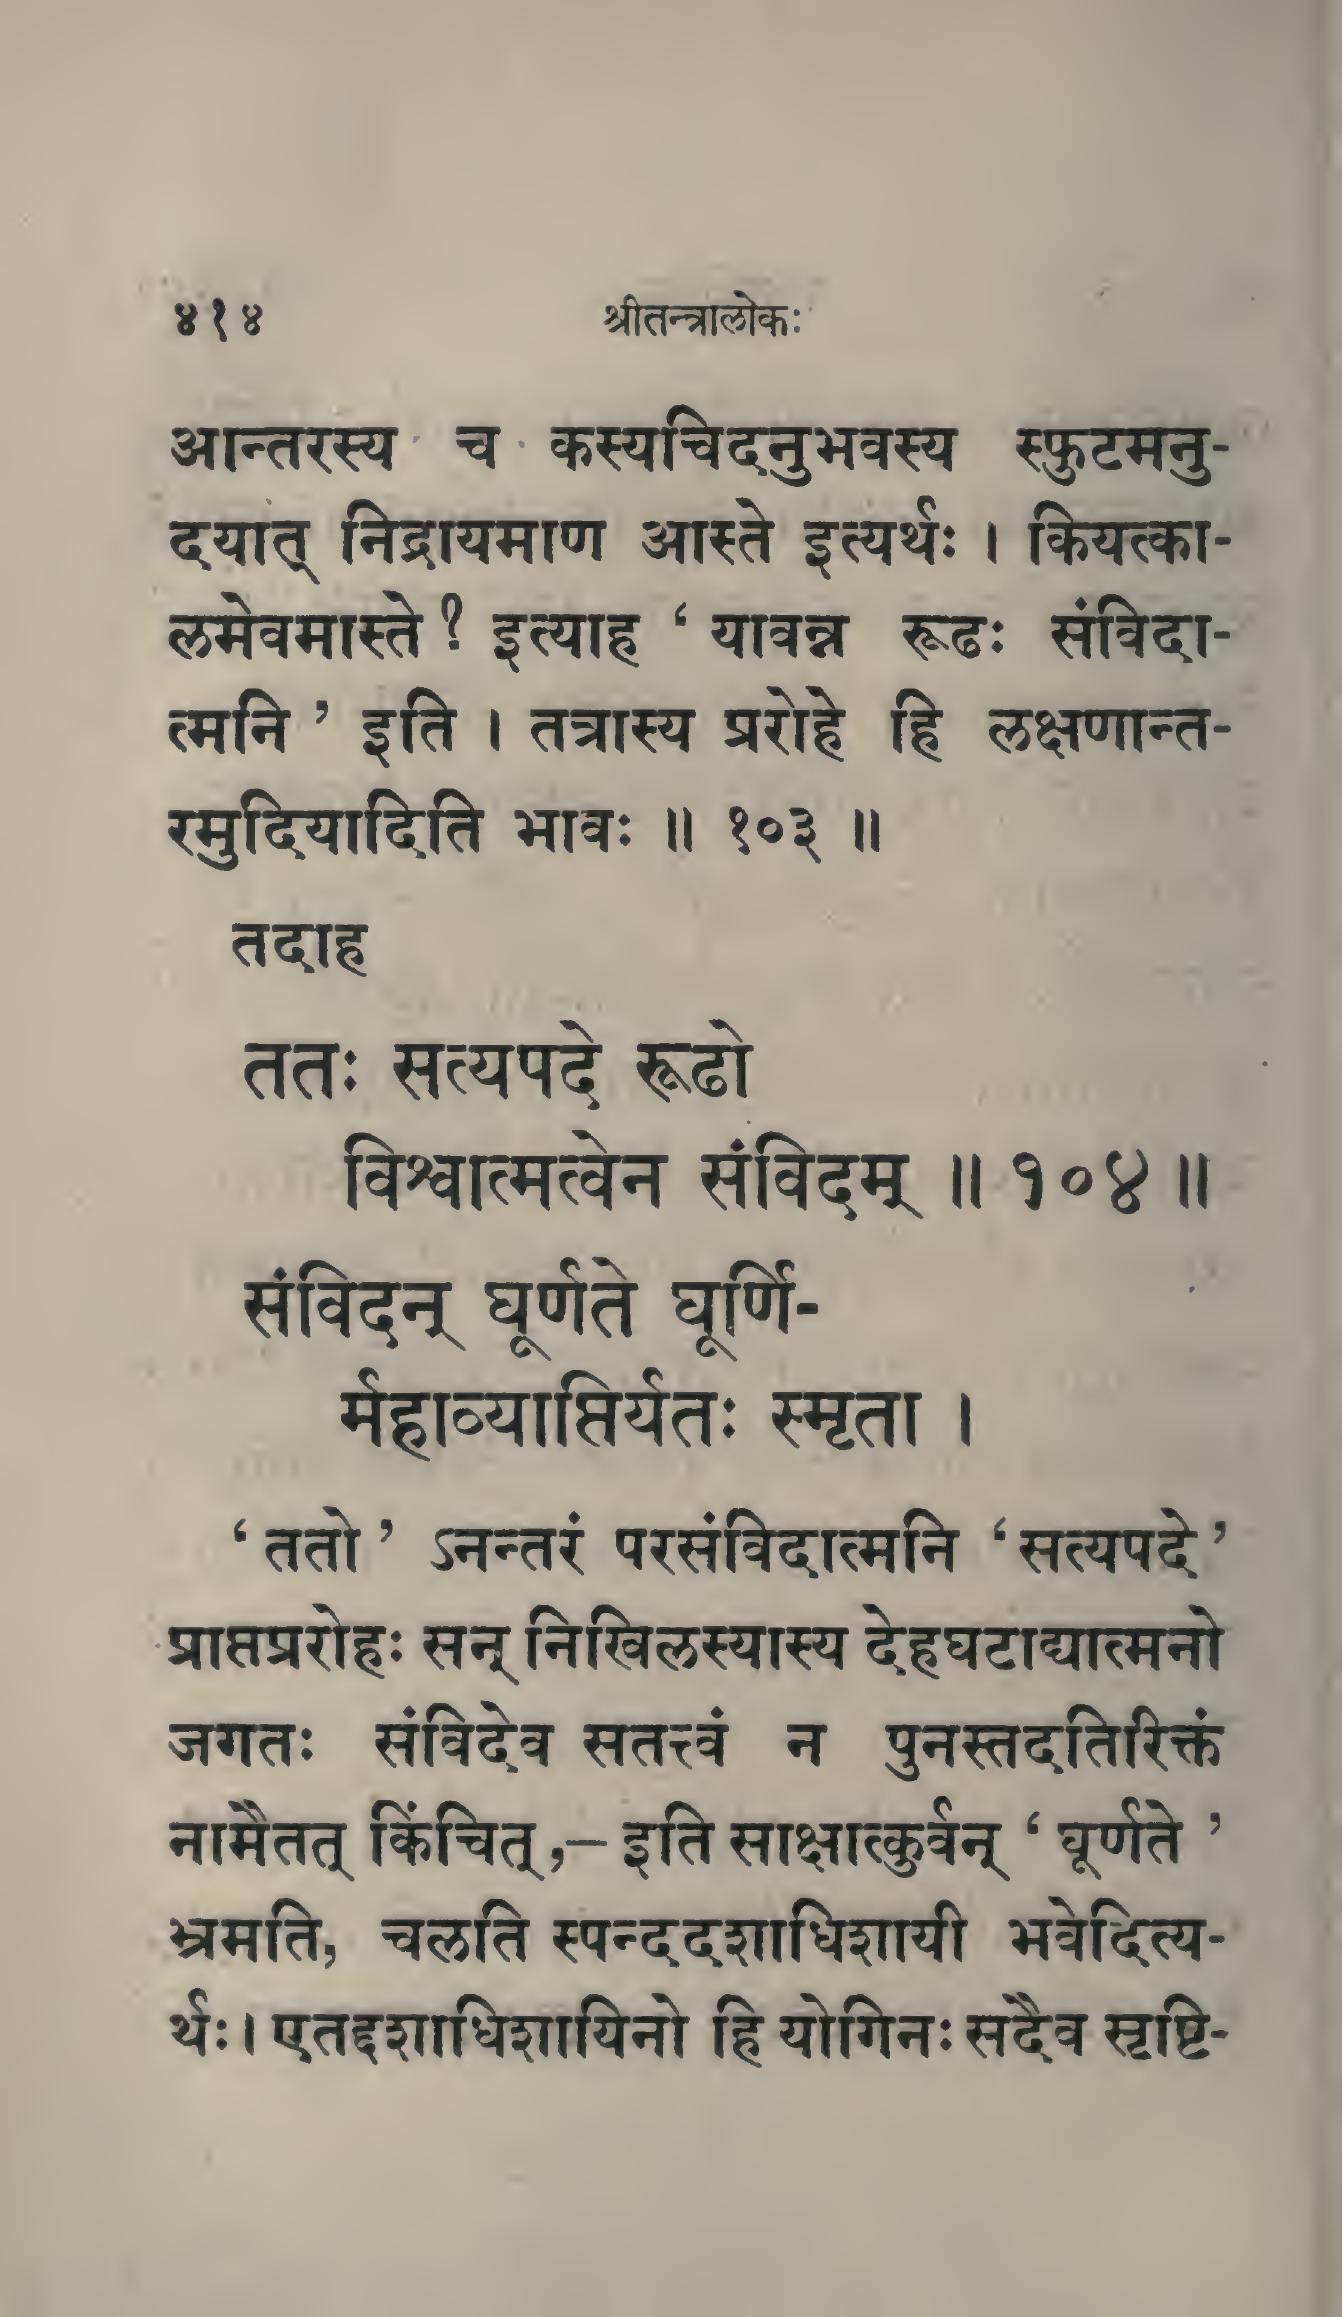 ४१४ श्रीतन्त्रालोकः
आन्तरस्य च कस्यचिदनुभवस्य स्फुटमनु-
दयात् निद्रायमाण आस्ते इत्यर्थः । कियत्का-
लमेवमास्ते ? इत्याह ‘ यावन्न रूढः संविदा-
त्मनि ’ इति । तत्रास्य प्ररोहे हि लक्षणान्त-
रमुदियादिति भावः ॥ १०३ ॥
तदाह
ततः सत्यपदे रूढो
विश्वात्मत्वेन संविदम् ॥ १०४ ॥
संविदन् घूर्णते घूर्णि-
र्महाव्याप्तिर्यतः स्मृता ।
‘ ततो ’ ऽनन्तरं परसंविदात्मनि ‘ सत्यपदे ’
प्राप्तप्ररोहः सन् निखिलस्यास्य देहघटाद्यात्मनो
जगतः संविदेव सतत्त्वं न पुनस्तदतिरिक्तं
नामैतत् किंचित्,– इति साक्षात्कुर्वन् ‘ घूर्णते ’
भ्रमति, चलति स्पन्ददशाधिशायी भवेदित्य-
र्थः । एतद्दशाधिशायिनो हि योगिनः सदैव सृष्टि-